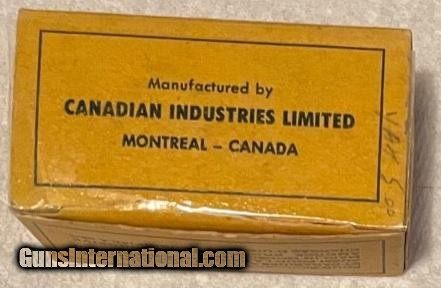 Manufactured by
CANADIAN INDUSTRIES LIMITED
MONTREAL – CANADA
GunsInternational.com